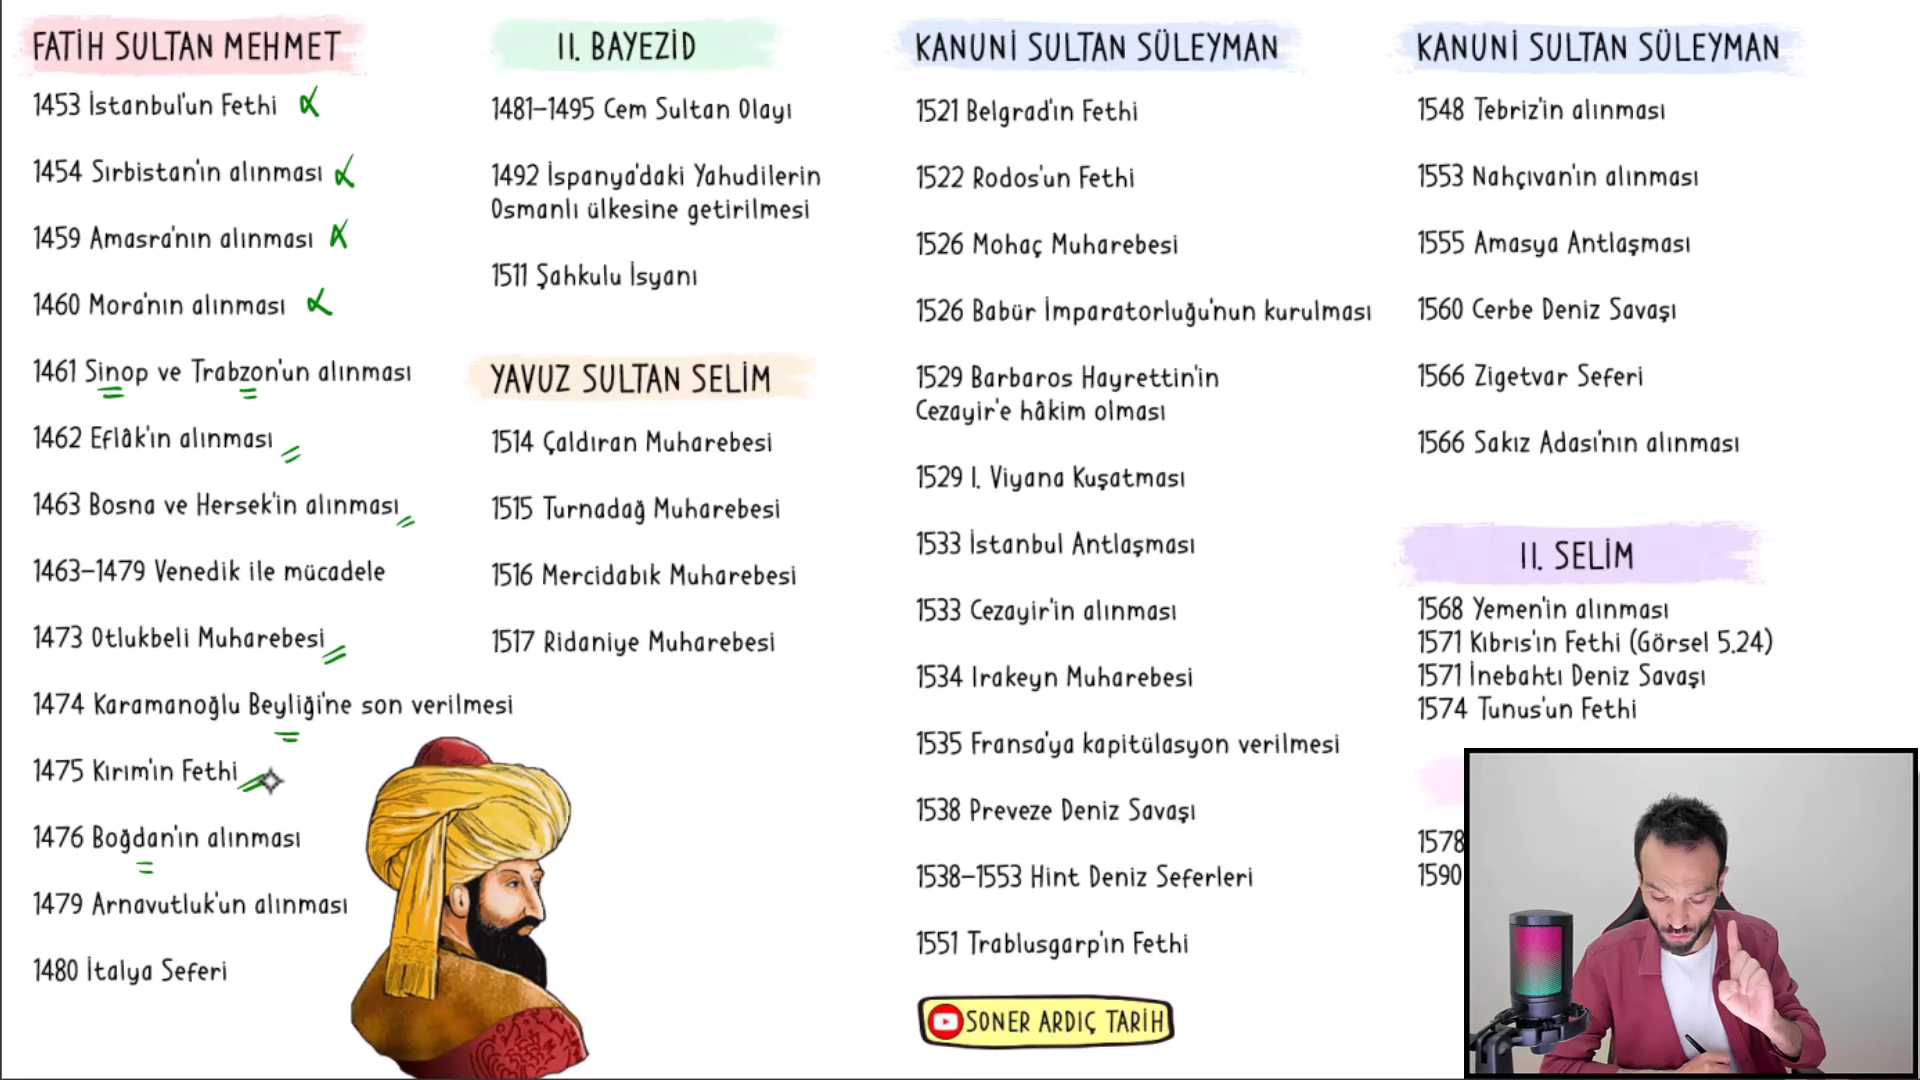 FATİH SULTAN MEHMET
1453 İstanbul'un Fethi
1454 Sırbistan'ın alınması
1459 Amasra'nın alınması
1460 Mora'nın alınması
1461 Sinop ve Trabzon'un alınması
1462 Eflâk'ın alınması
1463 Bosna ve Hersek'in alınması
1463–1479 Venedik ile mücadele
1473 Otlukbeli Muharebesi
1474 Karamanoğlu Beyliği'ne son verilmesi
1475 Kırım'ın Fethi
1476 Boğdan'ın alınması
1479 Arnavutluk'un alınması
1480 İtalya Seferi
II. BAYEZİD
1481–1495 Cem Sultan Olayı
1492 İspanya'daki Yahudilerin
Osmanlı ülkesine getirilmesi
1511 Şahkulu İsyanı
YAVUZ SULTAN SELİM
1514 Çaldıran Muharebesi
1515 Turnadağ Muharebesi
1516 Mercidabık Muharebesi
1517 Ridaniye Muharebesi
KANUNİ SULTAN SÜLEYMAN
1521 Belgrad'ın Fethi
1522 Rodos'un Fethi
1526 Mohaç Muharebesi
1526 Babür İmparatorluğu'nun kurulması
1529 Barbaros Hayrettin'in
Cezayir'e hâkim olması
1529 I. Viyana Kuşatması
1533 İstanbul Antlaşması
1533 Cezayir'in alınması
1534 Irakeyn Muharebesi
1535 Fransa'ya kapitülasyon verilmesi
1538 Preveze Deniz Savaşı
1538–1553 Hint Deniz Seferleri
1551 Trablusgarp'ın Fethi
SONER ARDIÇ TARİH
KANUNİ SULTAN SÜLEYMAN
1548 Tebriz'in alınması
1553 Nahçıvan'ın alınması
1555 Amasya Antlaşması
1560 Cerbe Deniz Savaşı
1566 Zigetvar Seferi
1566 Sakız Adası'nın alınması
II. SELİM
1568 Yemen'in alınması
1571 Kıbrıs'ın Fethi (Görsel 5.24)
1571 İnebahtı Deniz Savaşı
1574 Tunus'un Fethi
1578
1590